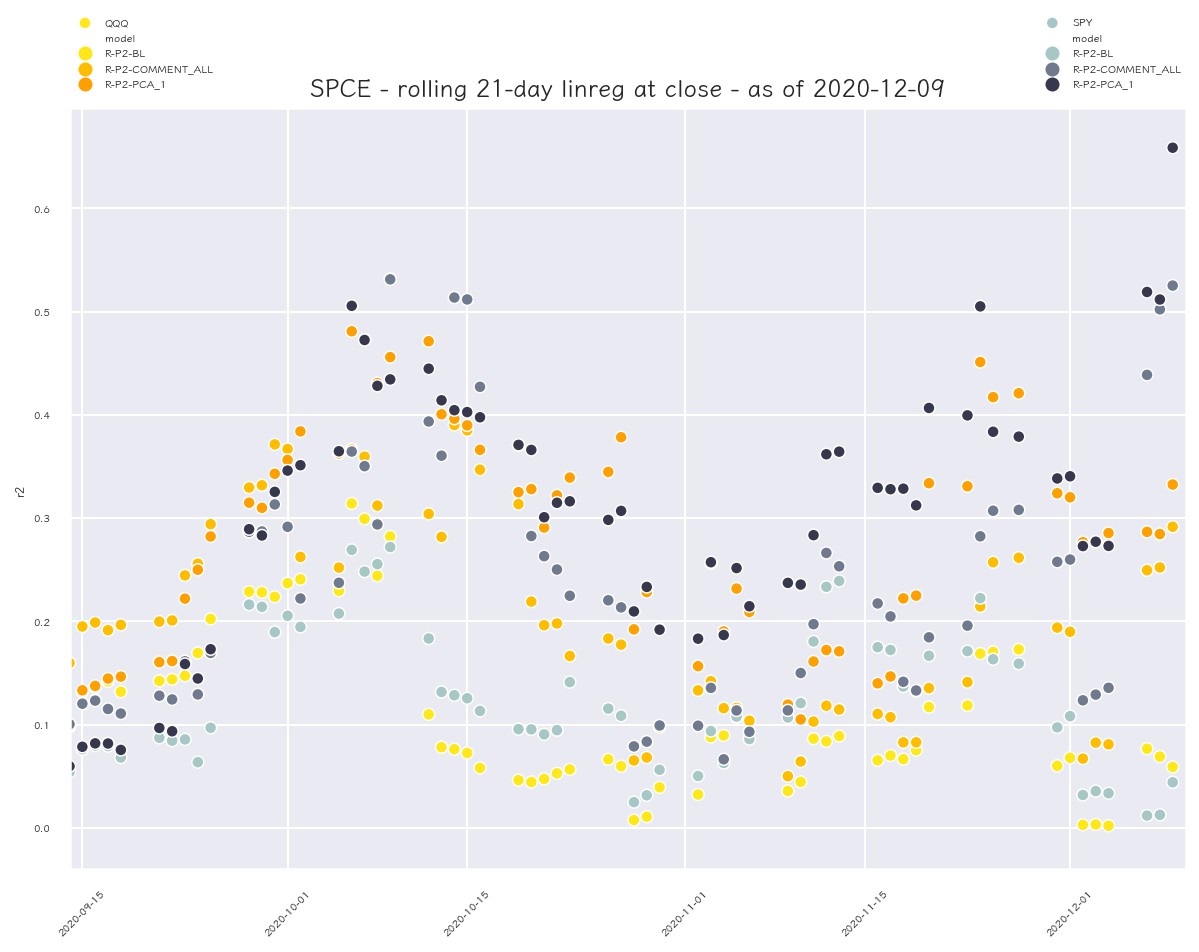 QQQ
model
R-P2-BL
R-P2-COMMENT_ALL
R-P2-PCA_1
SPY
model
R-P2-BL
R-P2-COMMENT_ALL
R-P2-PCA_1
SPCE - rolling 21-day linreg at close - as of 2020-12-09
0.6
0.5
0.4
0.3
0.2
0.1
0.0
r2
2020-09-15
2020-10-01
2020-10-15
2020-11-01
2020-11-15
2020-12-01